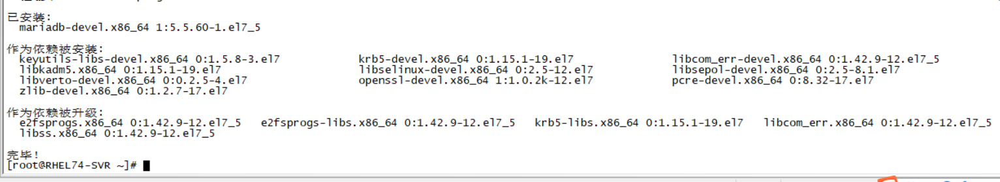 已安装:
mariadb-devel.x86_64 1:5.5.60-1.el7_5
作为依赖被安装:
keyutils-libs-devel.x86_64 0:1.5.8-3.el7 krb5-devel.x86_64 0:1.15.1-19.el7 libcom_err-devel.x86_64 0:1.42.9-12.el7_5
libkadm5.x86_64 0:1.15.1-19.el7 libselinux-devel.x86_64 0:2.5-12.el7 libsepol-devel.x86_64 0:2.5-8.1.el7
libverto-devel.x86_64 0:0.2.5-4.el7 openssl-devel.x86_64 1:1.0.2k-12.el7 pcre-devel.x86_64 0:8.32-17.el7
zlib-devel.x86_64 0:1.2.7-17.el7
作为依赖被升级:
e2fsprogs.x86_64 0:1.42.9-12.el7_5 e2fsprogs-libs.x86_64 0:1.42.9-12.el7_5 krb5-libs.x86_64 0:1.15.1-19.el7 libcom_err.x86_64 0:1.42.9-12.el7_5
libss.x86_64 0:1.42.9-12.el7_5
完毕!
[root@RHEL74-SVR ~]#